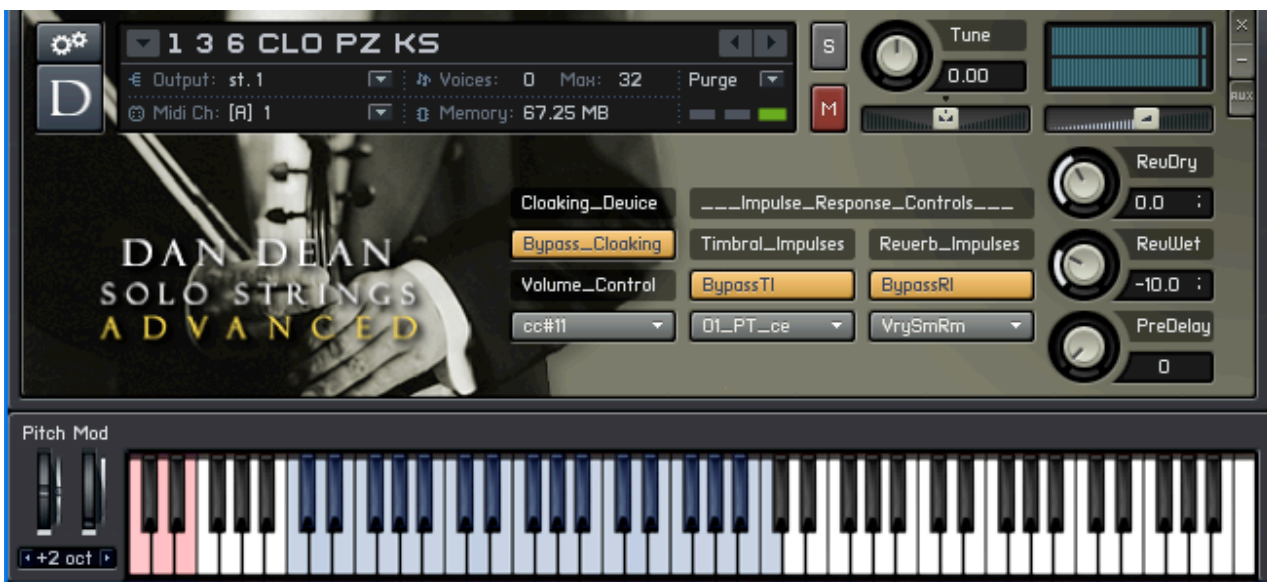 1 3 6 CLO PZ KS
S
Tune
X
Output: st. 1
Voices: 0 Max: 32
Purge
0.00
–
D
Midi Ch: [A] 1
Memory: 67.25 MB
M
AUX
RevDry
Cloaking_Device
___Impulse_Response_Controls___
0.0
DAN DEAN
Bypass_Cloaking
Timbral_Impulses
Reverb_Impulses
RevWet
SOLO STRINGS
Volume_Control
BypassTI
BypassRI
-10.0
ADVANCED
cc#11
01_PT_ce
VrySmRm
PreDelay
0
Pitch Mod
+2 oct